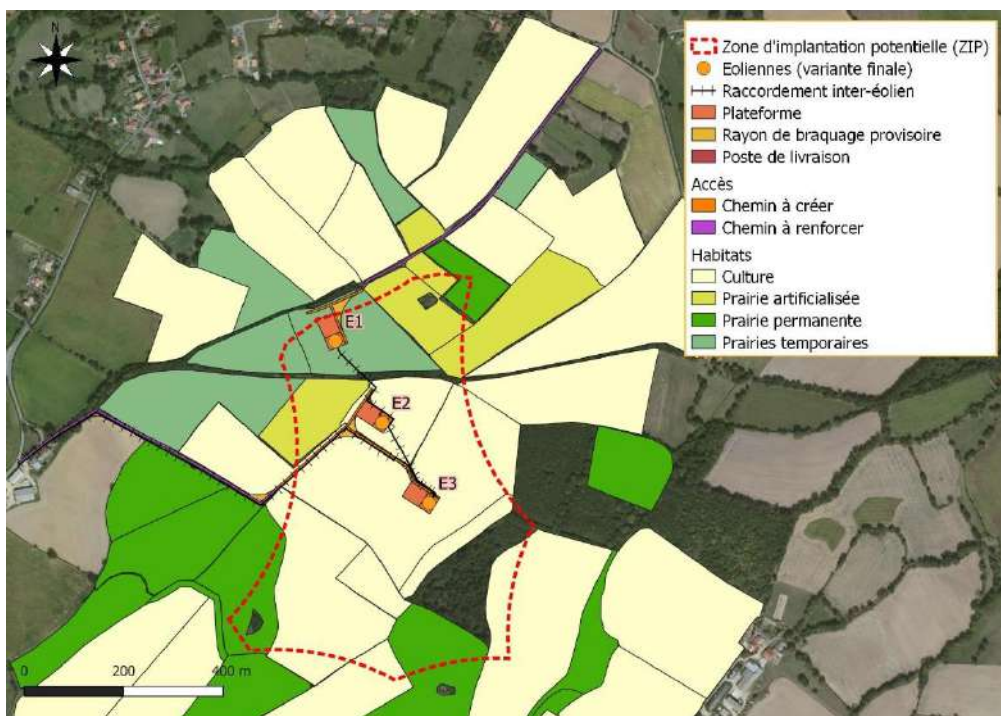 N
Zone d'implantation potentielle (ZIP)
Eoliennes (variante finale)
Raccordement inter-éolien
Plateforme
Rayon de braquage provisoire
Poste de livraison
Accès
Chemin à créer
Chemin à renforcer
Habitats
Culture
Prairie artificialisée
Prairie permanente
Prairies temporaires
E1
E2
E3
0 200 400 m